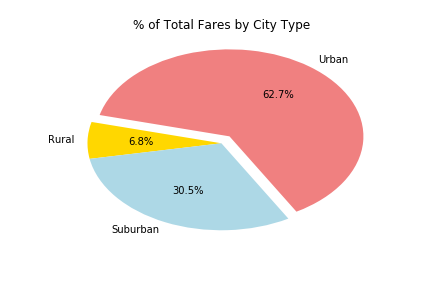 % of Total Fares by City Type
Urban
62.7%
Rural
6.8%
30.5%
Suburban